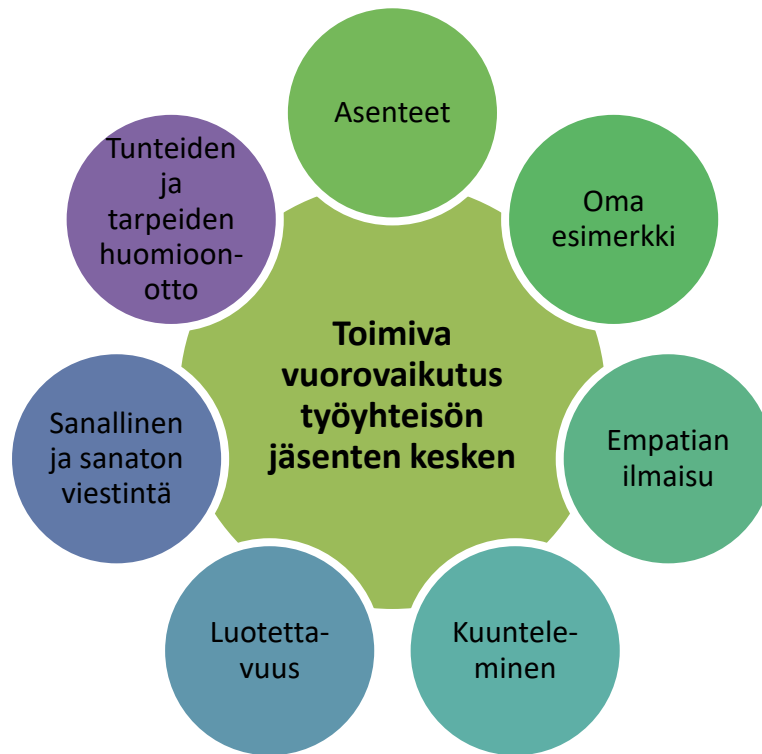 Asenteet
Oma
esimerkki
Empatian
ilmaisu
Kuuntele-
minen
Luotetta-
vuus
Sanallinen
ja sanaton
viestintä
Tunteiden
ja
tarpeiden
huomioon-
otto
Toimiva
vuorovaikutus
työyhteisön
jäsenten kesken